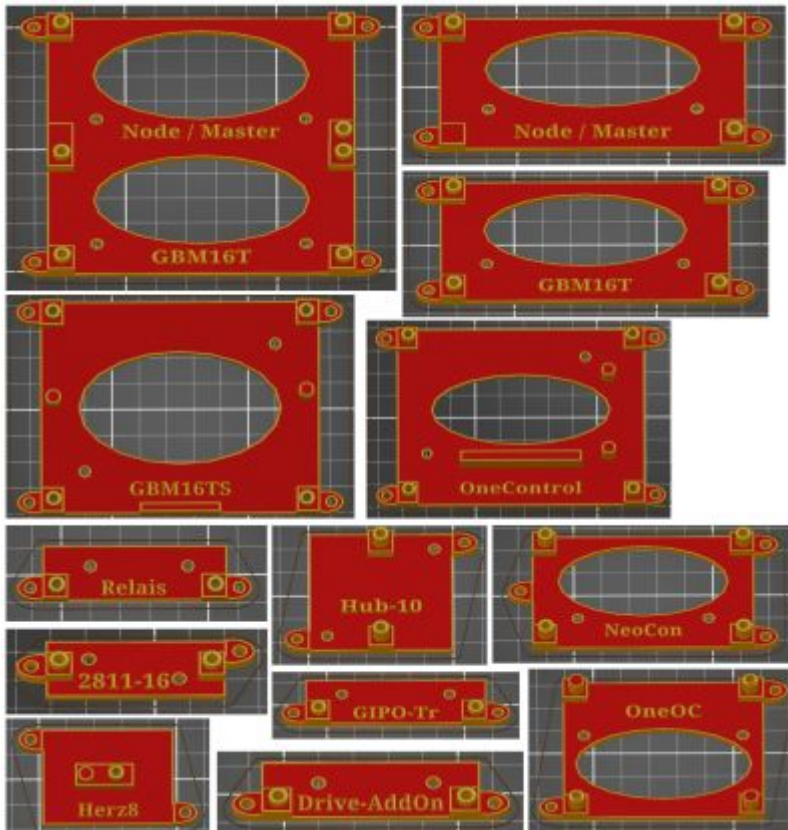 Node / Master
GBM16T
Node / Master
GBM16T
GBM16TS
OneControl
Relais
Hub-10
NeoCon
2811-16
GIPO-Tr
OneOC
Herz8
Drive-AddOn